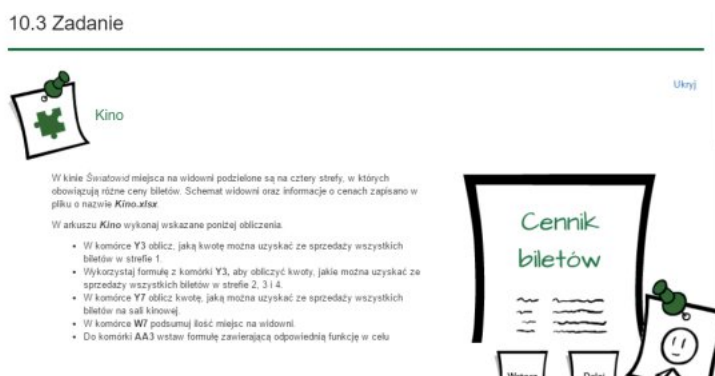 10.3 Zadanie
Ukryj
Kino
W kinie Światowid miejsca na widowni podzielone są na cztery strefy, w których
obowiązują różne ceny biletów. Schemat widowni oraz informacje o cenach zapisano w
pliku o nazwie Kino.xlsx.
W arkuszu Kino wykonaj wskazane poniżej obliczenia.
• W komórce Y3 oblicz, jaką kwotę można uzyskać ze sprzedaży wszystkich
biletów w strefie 1.
• Wykorzystaj formułę z komórki Y3, aby obliczyć kwoty, jakie można uzyskać ze
sprzedaży wszystkich biletów w strefie 2, 3 i 4.
• W komórce Y7 oblicz kwotę, jaką można uzyskać ze sprzedaży wszystkich
biletów na sali kinowej.
• W komórce W7 podsumuj ilość miejsc na widowni.
• Do komórki AA3 wstaw formułę zawierającą odpowiednią funkcję w celu
Cennik
biletów